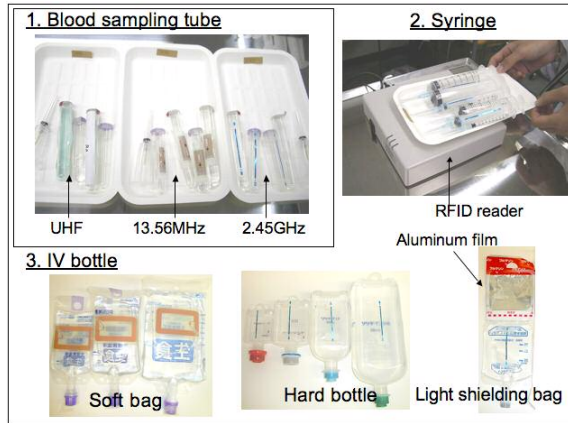 1. Blood sampling tube
2. Syringe
UHF
13.56MHz
2.45GHz
RFID reader
Aluminum film
3. IV bottle
Soft bag
Hard bottle
Light shielding bag